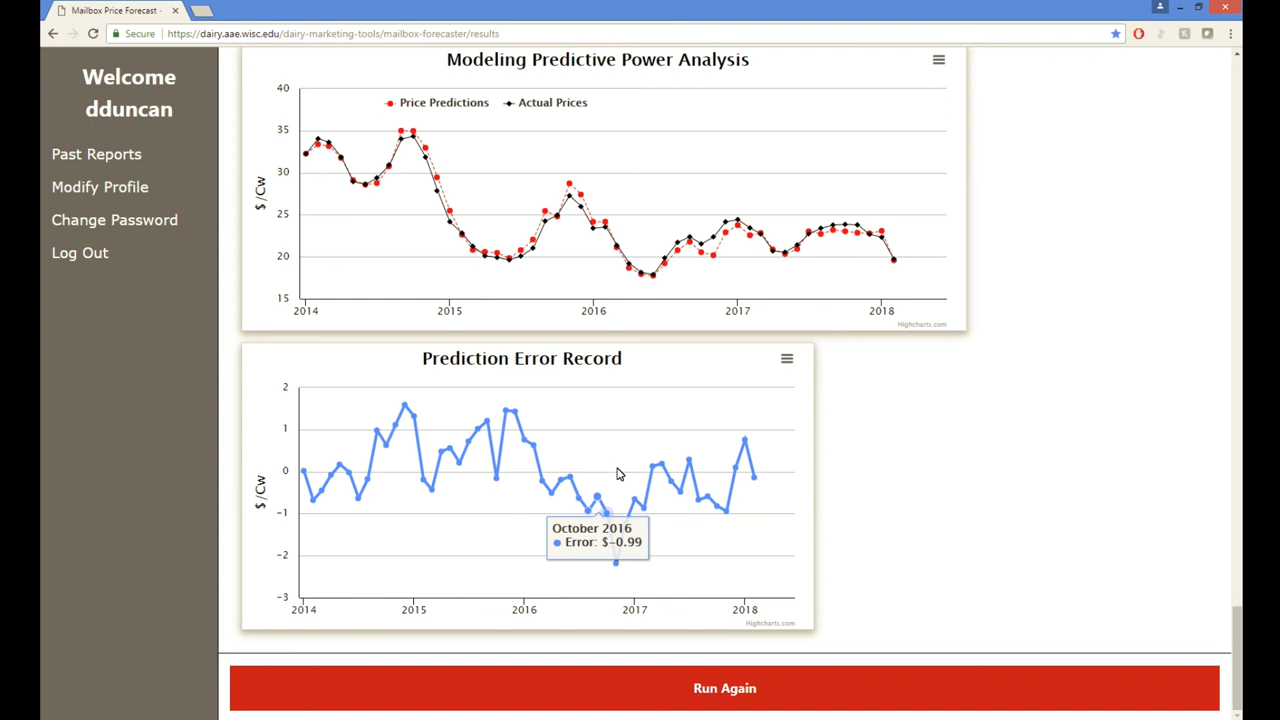 Mailbox Price Forecast -
Secure
https://dairy.aae.wisc.edu/dairy-marketing-tools/mailbox-forecaster/results
Welcome
dduncan
Past Reports
Modify Profile
Change Password
Log Out
Modeling Predictive Power Analysis
Price Predictions
Actual Prices
40
35
30
25
20
15
$ /Cw
2014
2015
2016
2017
2018
Highcharts.com
Prediction Error Record
2
1
0
-1
-2
-3
$ /Cw
October 2016
Error: $-0.99
2014
2015
2016
2017
2018
Highcharts.com
Run Again